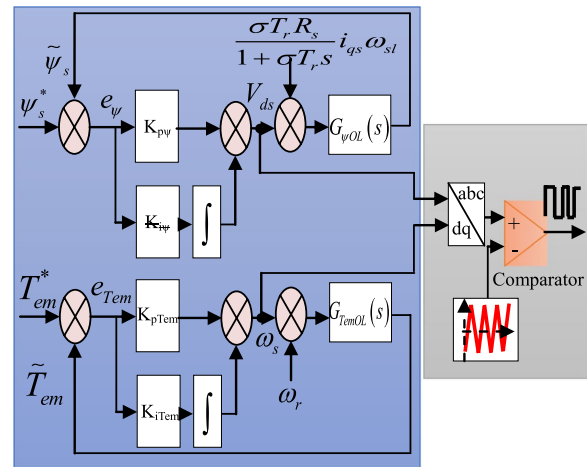 σT_r R_s / 1 + σT_r s i_qs ω_sl
ψ̃_s
ψ_s^*
e_ψ
K_pψ
V_ds
G_ψOL(s)
K_iψ
∫
abc
dq
+
-
Comparator
T_em^*
e_Tem
K_pTem
ω_s
G_TemOL(s)
T̃_em
K_iTem
∫
ω_r